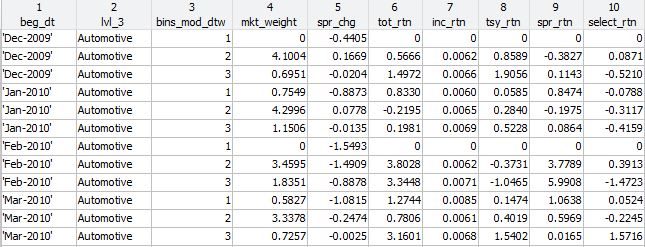 1 2 3 4 5 6 7 8 9 10
beg_dt lvl_3 bins_mod_dtw mkt_weight spr_chg tot_rtn inc_rtn tsy_rtn spr_rtn select_rtn
'Dec-2009' Automotive 1 0 -0.4405 0 0 0 0 0
'Dec-2009' Automotive 2 4.1004 0.1669 0.5666 0.0062 0.8589 -0.3827 0.0871
'Dec-2009' Automotive 3 0.6951 -0.0204 1.4972 0.0066 1.9056 0.1143 -0.5210
'Jan-2010' Automotive 1 0.7549 -0.8873 0.8330 0.0060 0.0585 0.8474 -0.0788
'Jan-2010' Automotive 2 4.2996 0.0778 -0.2195 0.0065 0.2840 -0.1975 -0.3117
'Jan-2010' Automotive 3 1.1506 -0.0135 0.1981 0.0069 0.5228 0.0864 -0.4159
'Feb-2010' Automotive 1 0 -1.5493 0 0 0 0 0
'Feb-2010' Automotive 2 3.4595 -1.4909 3.8028 0.0062 -0.3731 3.7789 0.3913
'Feb-2010' Automotive 3 1.8351 -0.8878 3.3448 0.0071 -1.0465 5.9908 -1.4723
'Mar-2010' Automotive 1 0.5827 -1.0815 1.2744 0.0085 0.1474 1.0638 0.0524
'Mar-2010' Automotive 2 3.3378 -0.2474 0.7806 0.0061 0.4019 0.5969 -0.2245
'Mar-2010' Automotive 3 0.7257 -0.0025 3.1601 0.0068 1.5402 0.0165 1.5716